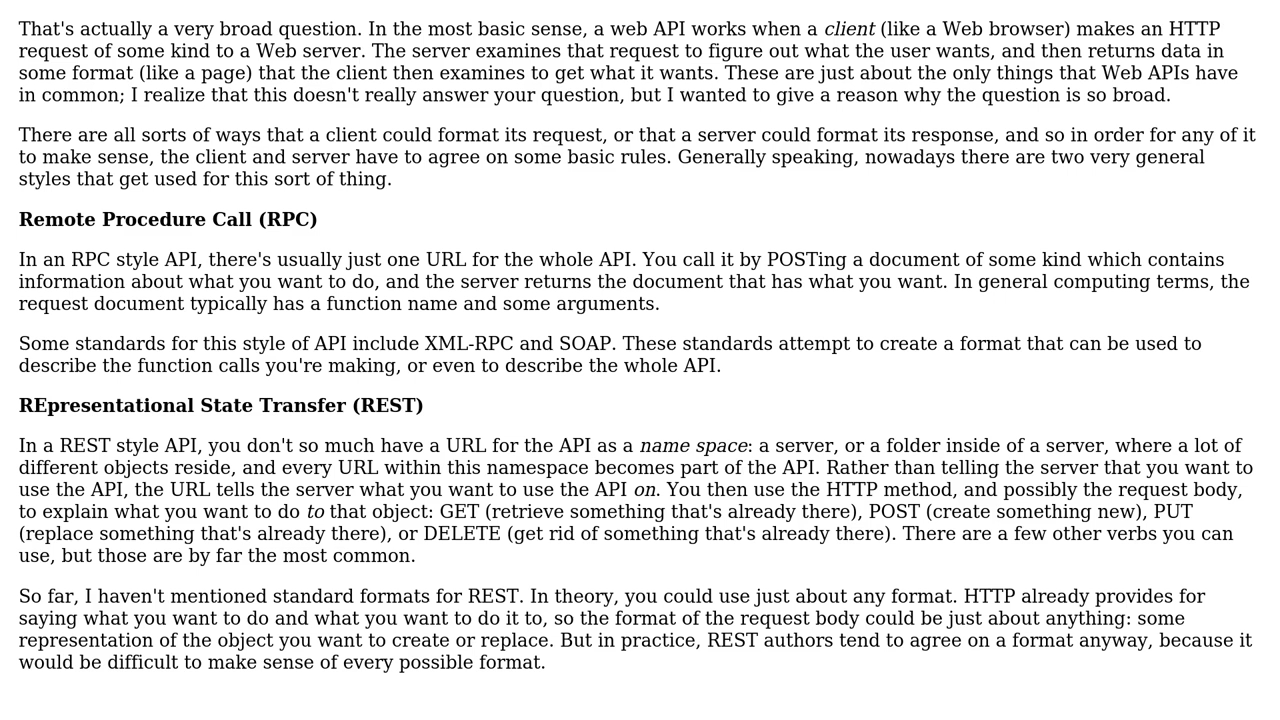 That's actually a very broad question. In the most basic sense, a web API works when a client (like a Web browser) makes an HTTP
request of some kind to a Web server. The server examines that request to figure out what the user wants, and then returns data in
some format (like a page) that the client then examines to get what it wants. These are just about the only things that Web APIs have
in common; I realize that this doesn't really answer your question, but I wanted to give a reason why the question is so broad.
There are all sorts of ways that a client could format its request, or that a server could format its response, and so in order for any of it
to make sense, the client and server have to agree on some basic rules. Generally speaking, nowadays there are two very general
styles that get used for this sort of thing.
Remote Procedure Call (RPC)
In an RPC style API, there's usually just one URL for the whole API. You call it by POSTing a document of some kind which contains
information about what you want to do, and the server returns the document that has what you want. In general computing terms, the
request document typically has a function name and some arguments.
Some standards for this style of API include XML-RPC and SOAP. These standards attempt to create a format that can be used to
describe the function calls you're making, or even to describe the whole API.
REpresentational State Transfer (REST)
In a REST style API, you don't so much have a URL for the API as a name space: a server, or a folder inside of a server, where a lot of
different objects reside, and every URL within this namespace becomes part of the API. Rather than telling the server that you want to
use the API, the URL tells the server what you want to use the API on. You then use the HTTP method, and possibly the request body,
to explain what you want to do to that object: GET (retrieve something that's already there), POST (create something new), PUT
(replace something that's already there), or DELETE (get rid of something that's already there). There are a few other verbs you can
use, but those are by far the most common.
So far, I haven't mentioned standard formats for REST. In theory, you could use just about any format. HTTP already provides for
saying what you want to do and what you want to do it to, so the format of the request body could be just about anything: some
representation of the object you want to create or replace. But in practice, REST authors tend to agree on a format anyway, because it
would be difficult to make sense of every possible format.